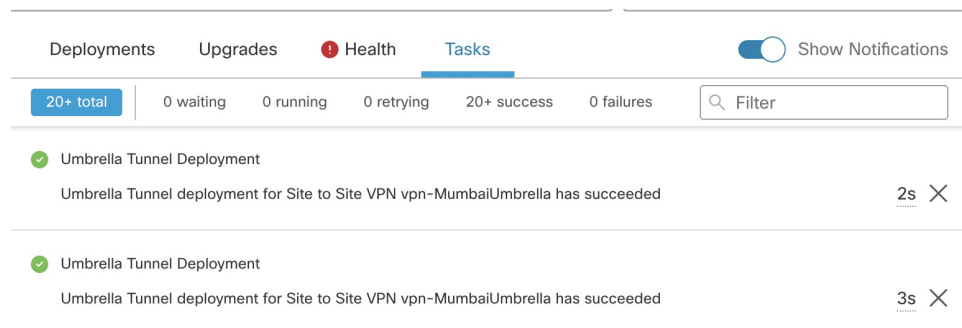 Deployments Upgrades Health Tasks Show Notifications
20+ total 0 waiting 0 running 0 retrying 20+ success 0 failures Filter
Umbrella Tunnel Deployment
Umbrella Tunnel deployment for Site to Site VPN vpn-MumbaiUmbrella has succeeded 2s
Umbrella Tunnel Deployment
Umbrella Tunnel deployment for Site to Site VPN vpn-MumbaiUmbrella has succeeded 3s